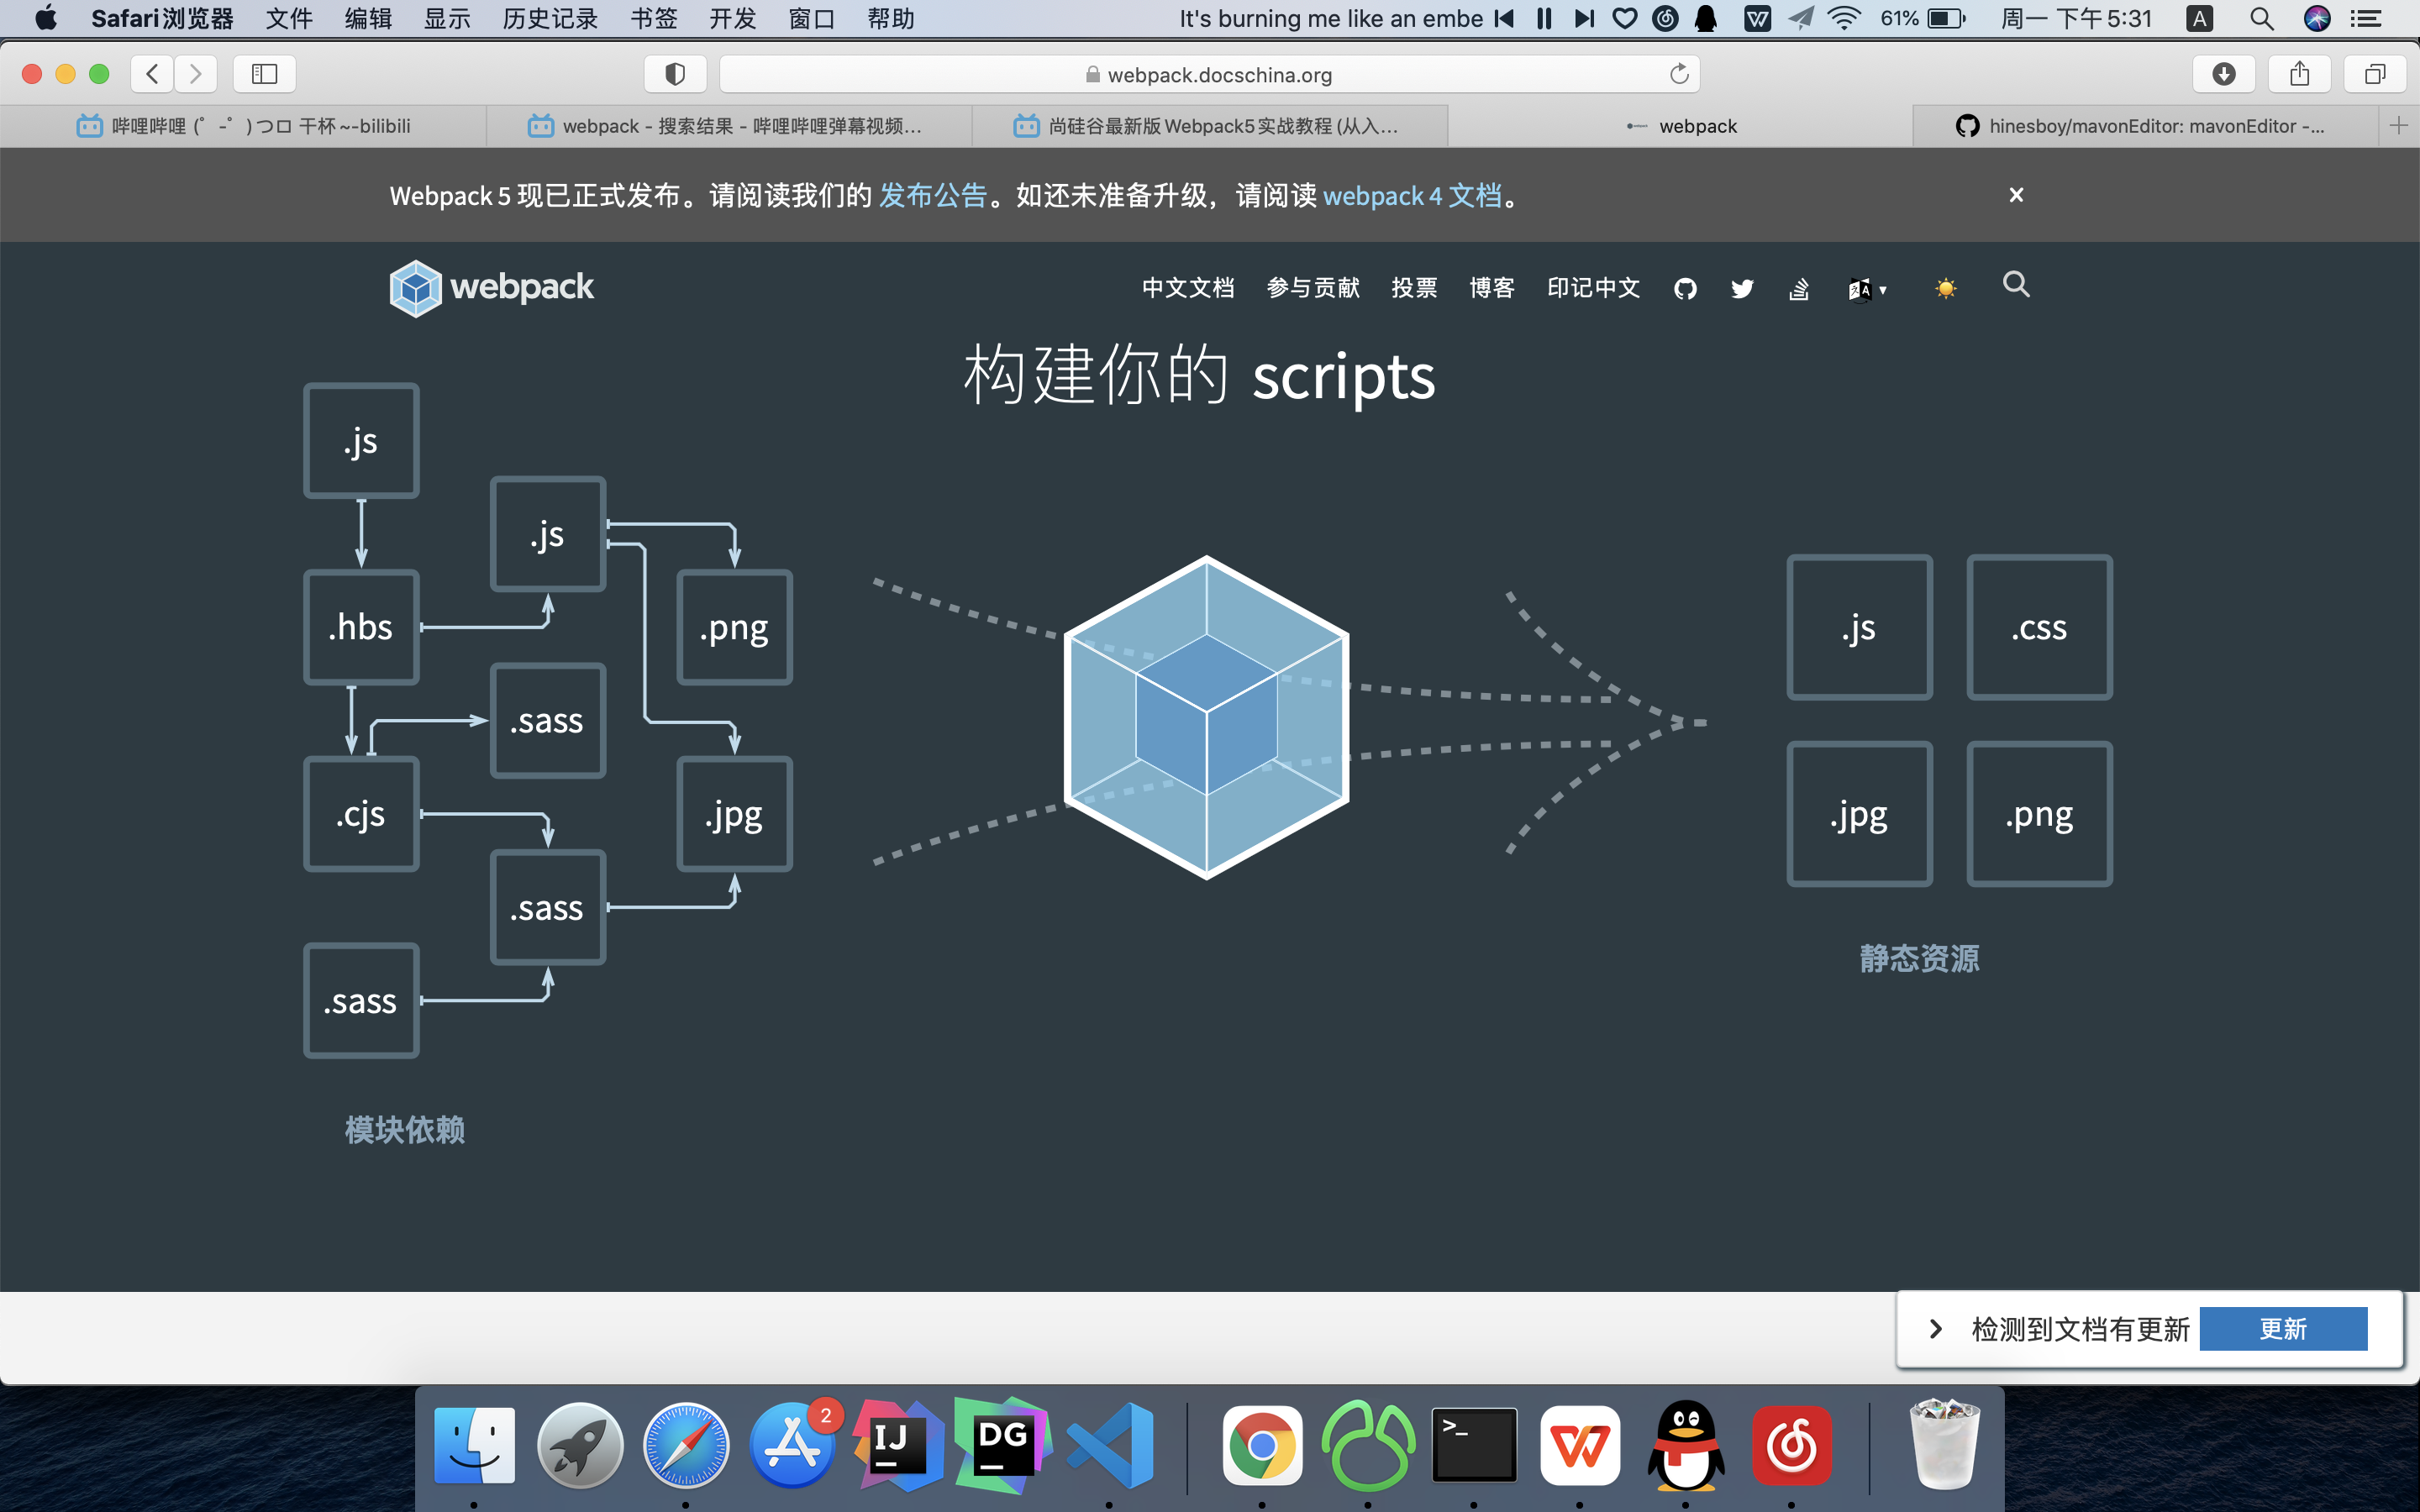 Safari浏览器 文件 编辑 显示 历史记录 书签 开发 窗口 帮助 It's burning me like an embe 61% 周一 下午5:31 A
webpack.docschina.org
哔哩哔哩 (゜-゜)つロ 干杯~-bilibili
webpack - 搜索结果 - 哔哩哔哩弹幕视频...
尚硅谷最新版Webpack5实战教程(从入...
webpack
hinesboy/mavonEditor: mavonEditor -...
Webpack 5 现已正式发布。请阅读我们的 发布公告。如还未准备升级，请阅读 webpack 4 文档。
webpack
中文文档 参与贡献 投票 博客 印记中文
构建你的 scripts
.js
.js
.hbs
.png
.sass
.cjs
.jpg
.sass
.sass
模块依赖
.js
.css
.jpg
.png
静态资源
检测到文档有更新 更新
2
IJ
DG
>_